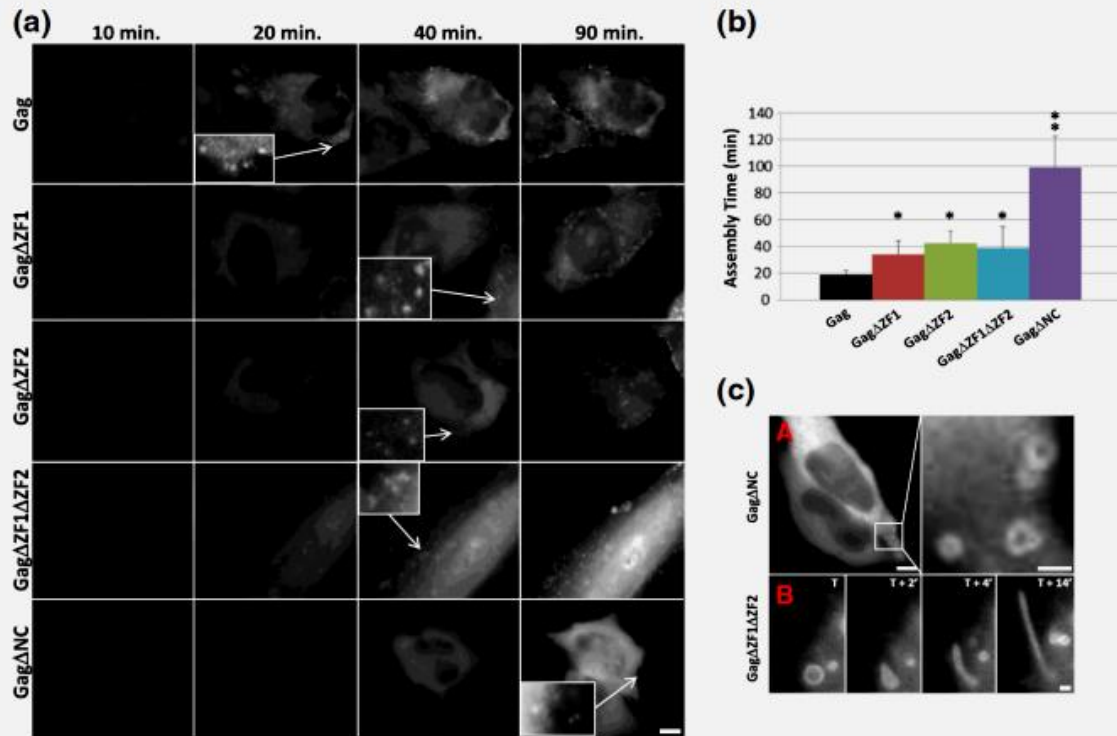 (a)
10 min. 20 min. 40 min. 90 min.
Gag
GagΔZF1
GagΔZF2
GagΔZF1ΔZF2
GagΔNC
(b)
Assembly Time (min)
140
120
100
80
60
40
20
0
* * * **
Gag GagΔZF1 GagΔZF2 GagΔZF1ΔZF2 GagΔNC
(c)
GagΔNC
A
GagΔZF1ΔZF2
B T T + 2' T + 4' T + 14'